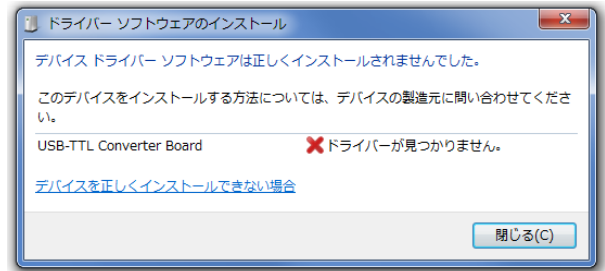 ドライバー ソフトウェアのインストール
デバイス ドライバー ソフトウェアは正しくインストールされませんでした。
このデバイスをインストールする方法については、デバイスの製造元に問い合わせてくださ
い。
USB-TTL Converter Board ドライバーが見つかりません。
デバイスを正しくインストールできない場合
閉じる(C)